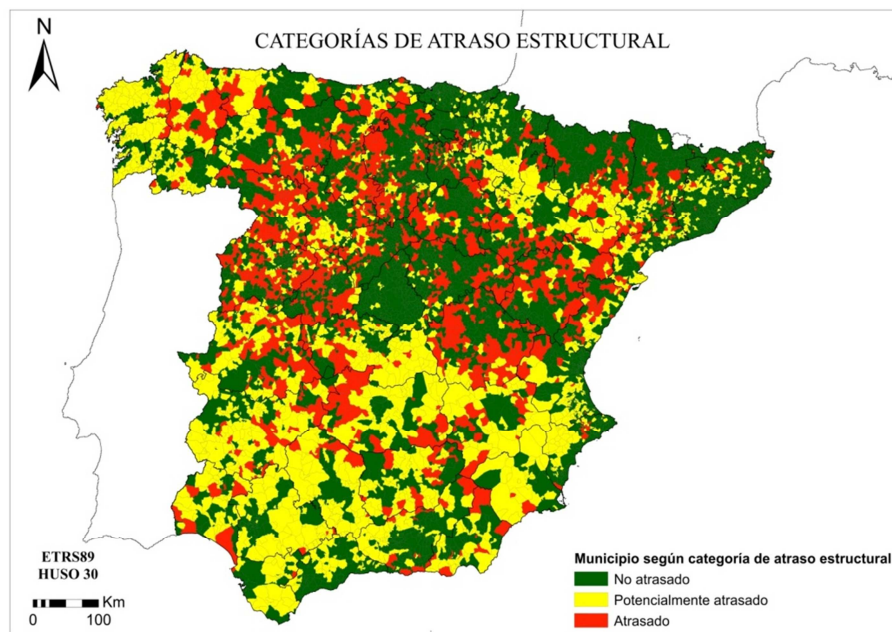 N
CATEGORÍAS DE ATRASO ESTRUCTURAL
ETRS89
HUSO 30
Km
0 100
Municipio según categoría de atraso estructural
No atrasado
Potencialmente atrasado
Atrasado